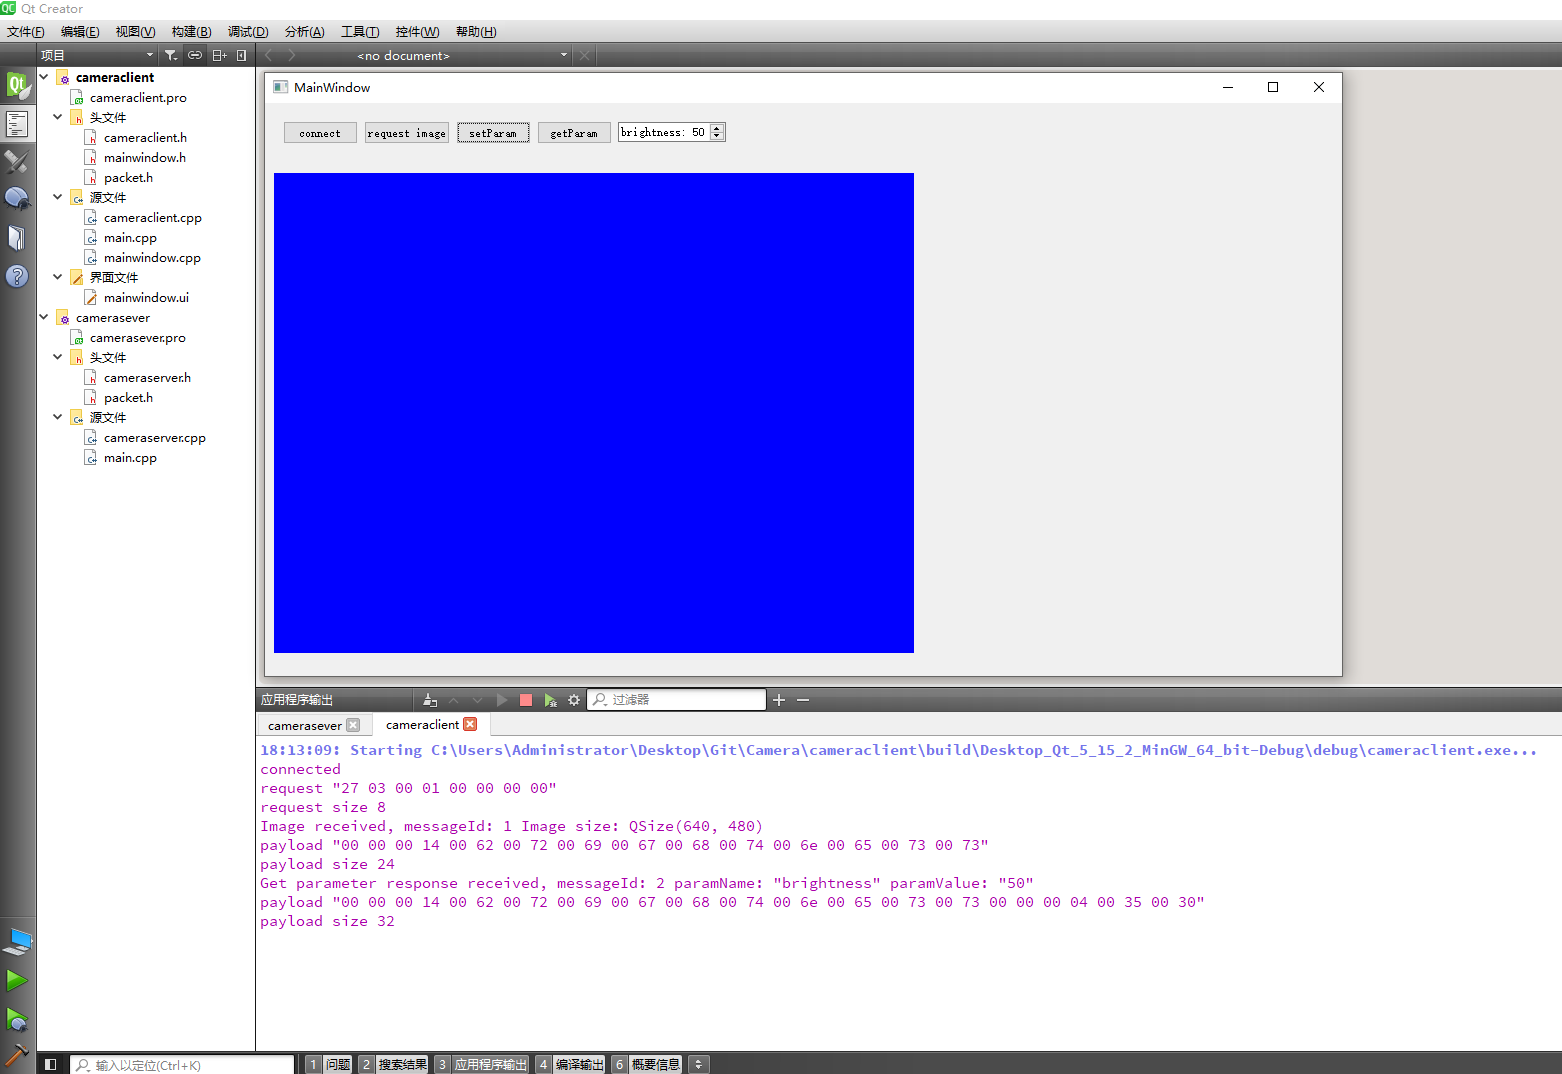 Qt Creator
文件(F) 编辑(E) 视图(V) 构建(B) 调试(D) 分析(A) 工具(T) 控件(W) 帮助(H)
项目
<no document>
cameraclient
cameraclient.pro
头文件
cameraclient.h
mainwindow.h
packet.h
源文件
cameraclient.cpp
main.cpp
mainwindow.cpp
界面文件
mainwindow.ui
camerasever
camerasever.pro
头文件
cameraserver.h
packet.h
源文件
cameraserver.cpp
main.cpp
MainWindow
connect request image setParam getParam brightness: 50
应用程序输出 过滤器
camerasever cameraclient
18:13:09: Starting C:\Users\Administrator\Desktop\Git\Camera\cameraclient\build\Desktop_Qt_5_15_2_MinGW_64_bit-Debug\debug\cameraclient.exe...
connected
request "27 03 00 01 00 00 00 00"
request size 8
Image received, messageId: 1 Image size: QSize(640, 480)
payload "00 00 00 14 00 62 00 72 00 69 00 67 00 68 00 74 00 6e 00 65 00 73 00 73"
payload size 24
Get parameter response received, messageId: 2 paramName: "brightness" paramValue: "50"
payload "00 00 00 14 00 62 00 72 00 69 00 67 00 68 00 74 00 6e 00 65 00 73 00 73 00 00 00 04 00 35 00 30"
payload size 32
输入以定位(Ctrl+K) 1 问题 2 搜索结果 3 应用程序输出 4 编译输出 6 概要信息